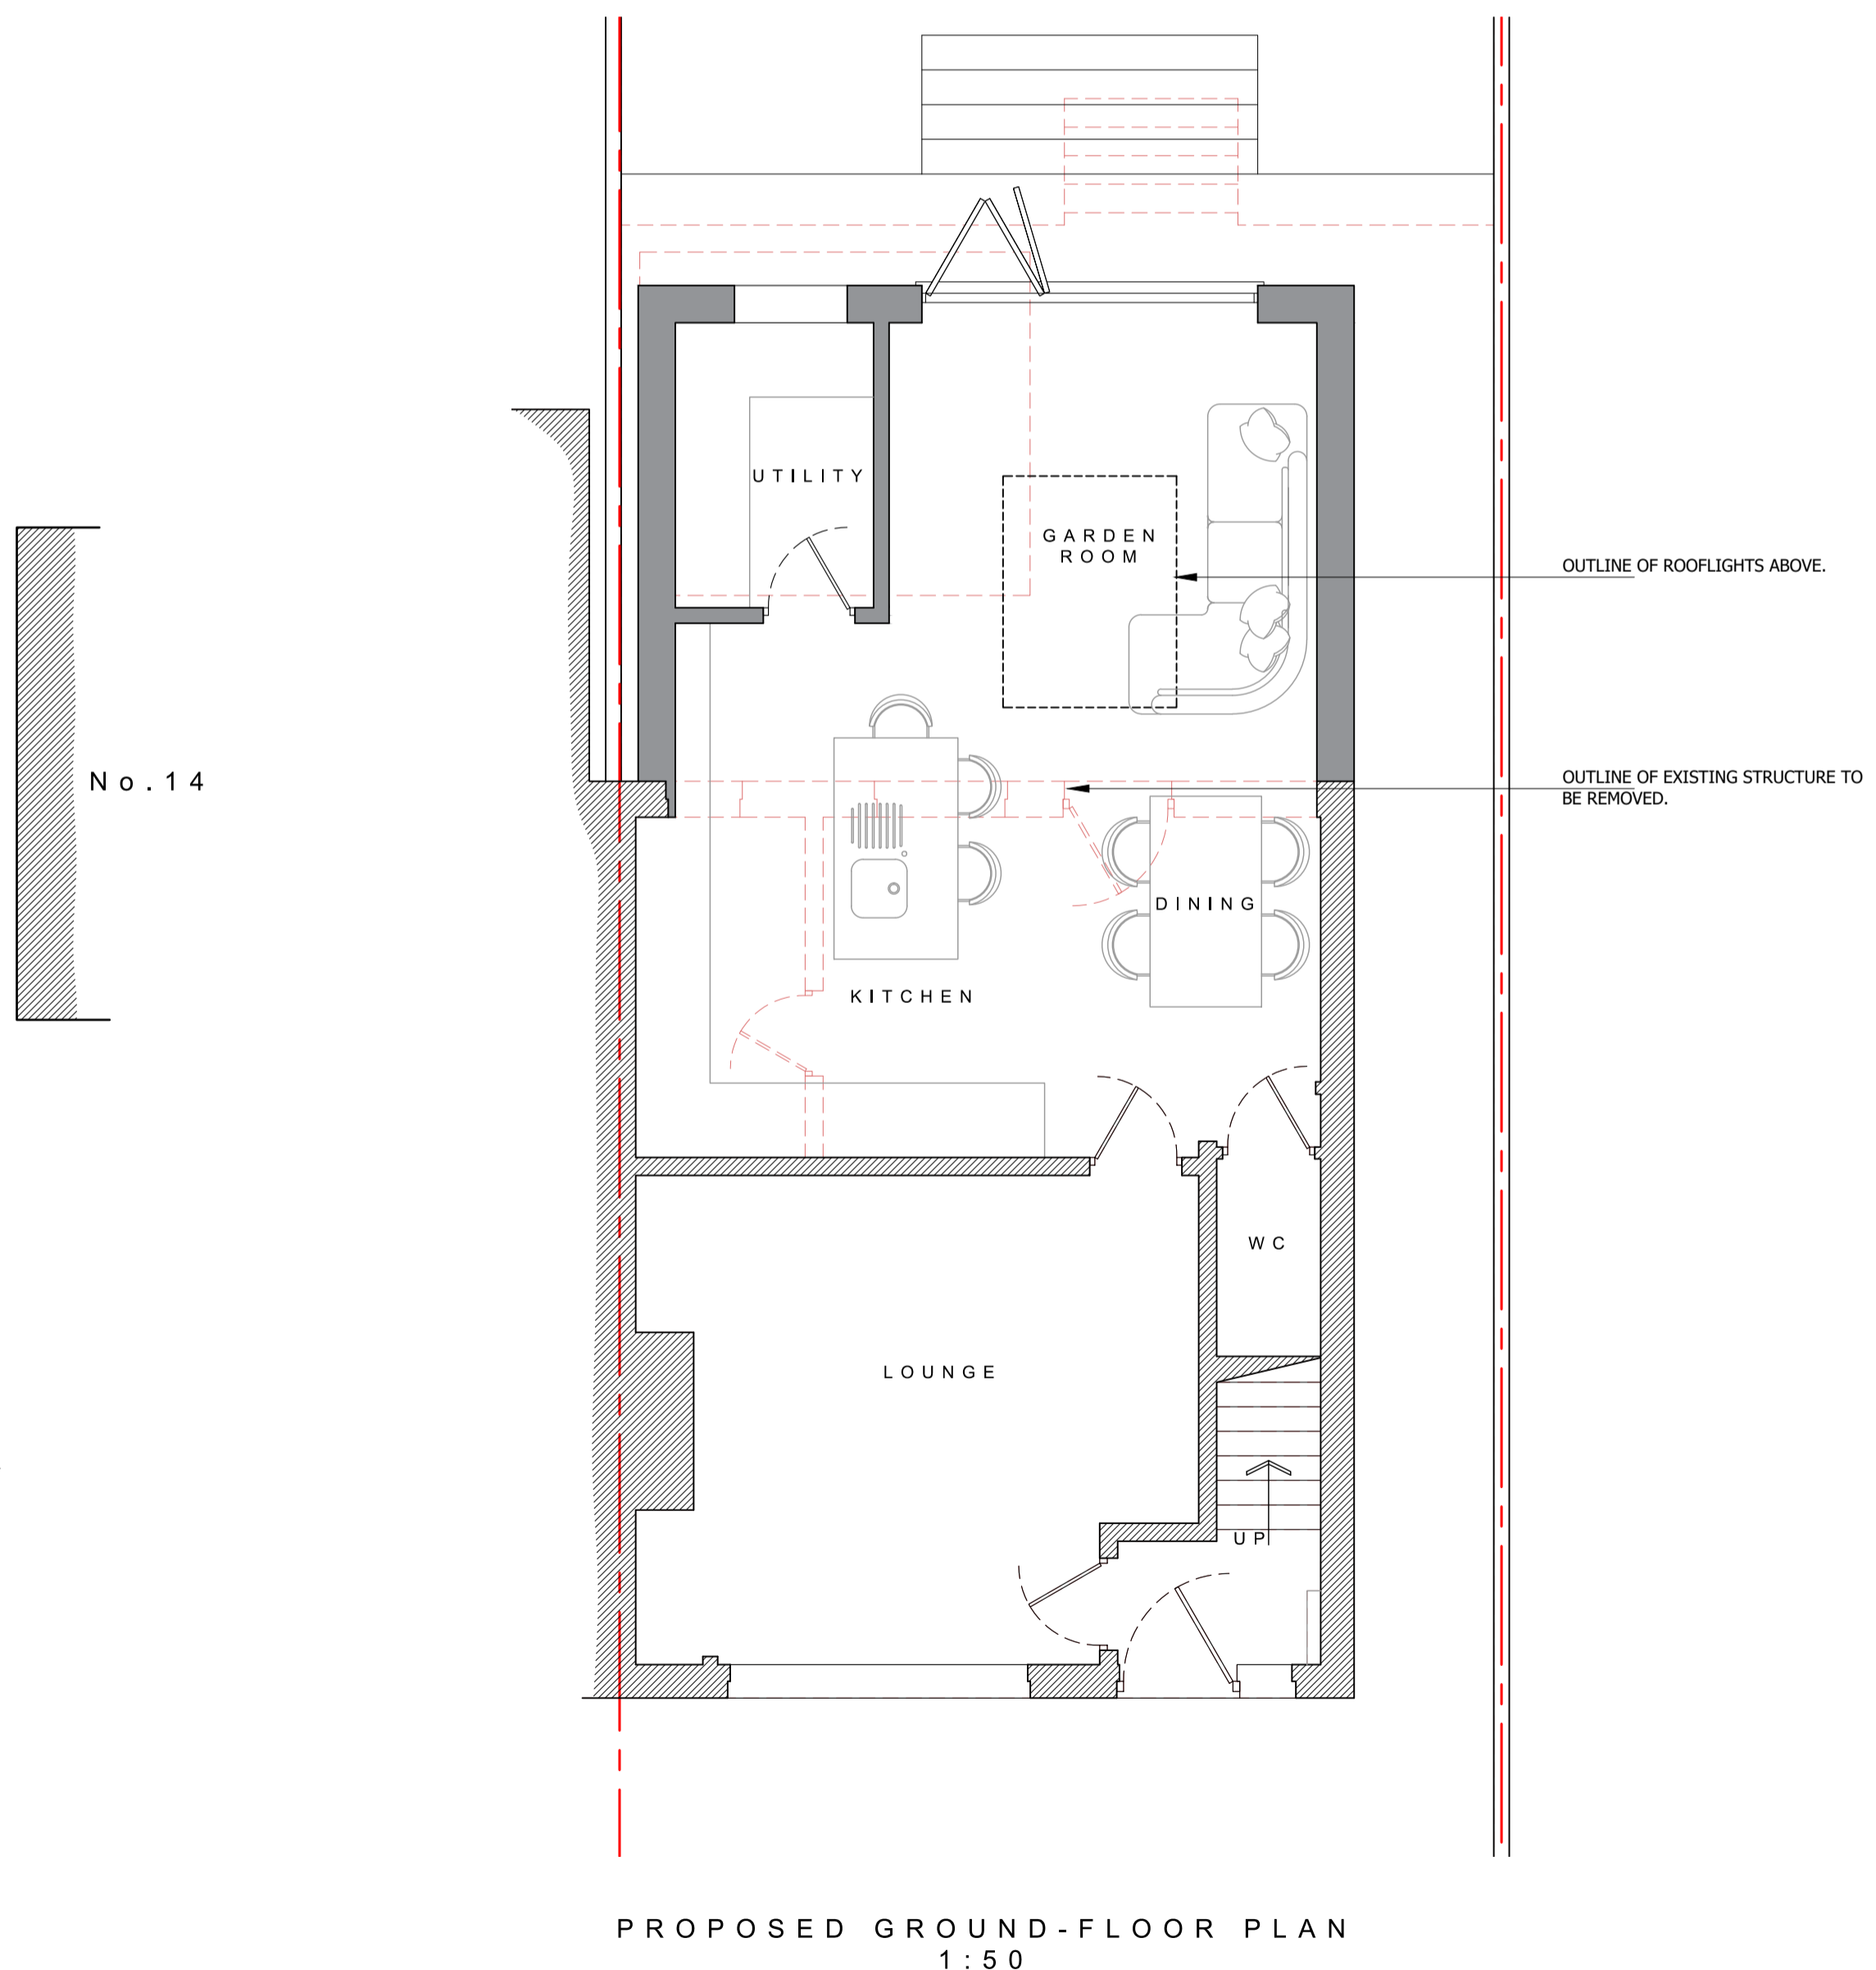 UTILITY
GARDEN
ROOM
OUTLINE OF ROOFLIGHTS ABOVE.
No.14
OUTLINE OF EXISTING STRUCTURE TO
BE REMOVED.
DINING
KITCHEN
WC
LOUNGE
UP
PROPOSED GROUND-FLOOR PLAN
1:50